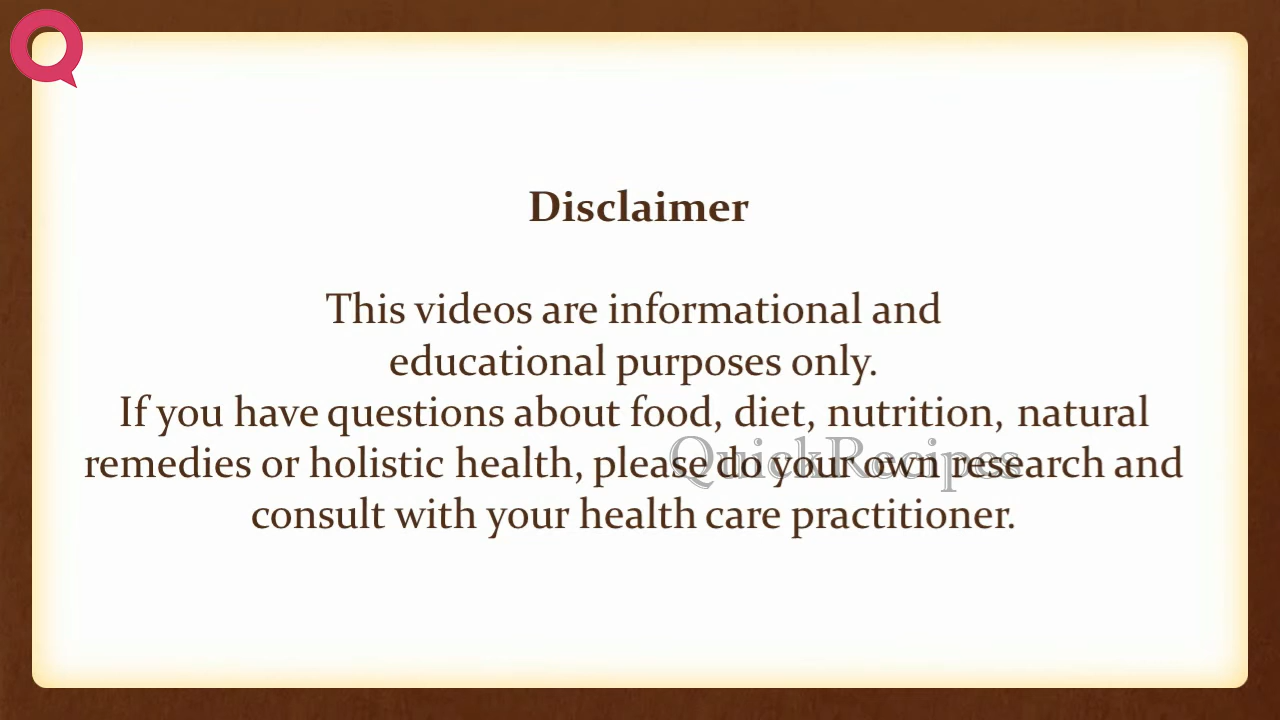 Disclaimer
This videos are informational and
educational purposes only.
If you have questions about food, diet, nutrition, natural
remedies or holistic health, please do your own research and
consult with your health care practitioner.
QuickRecipes